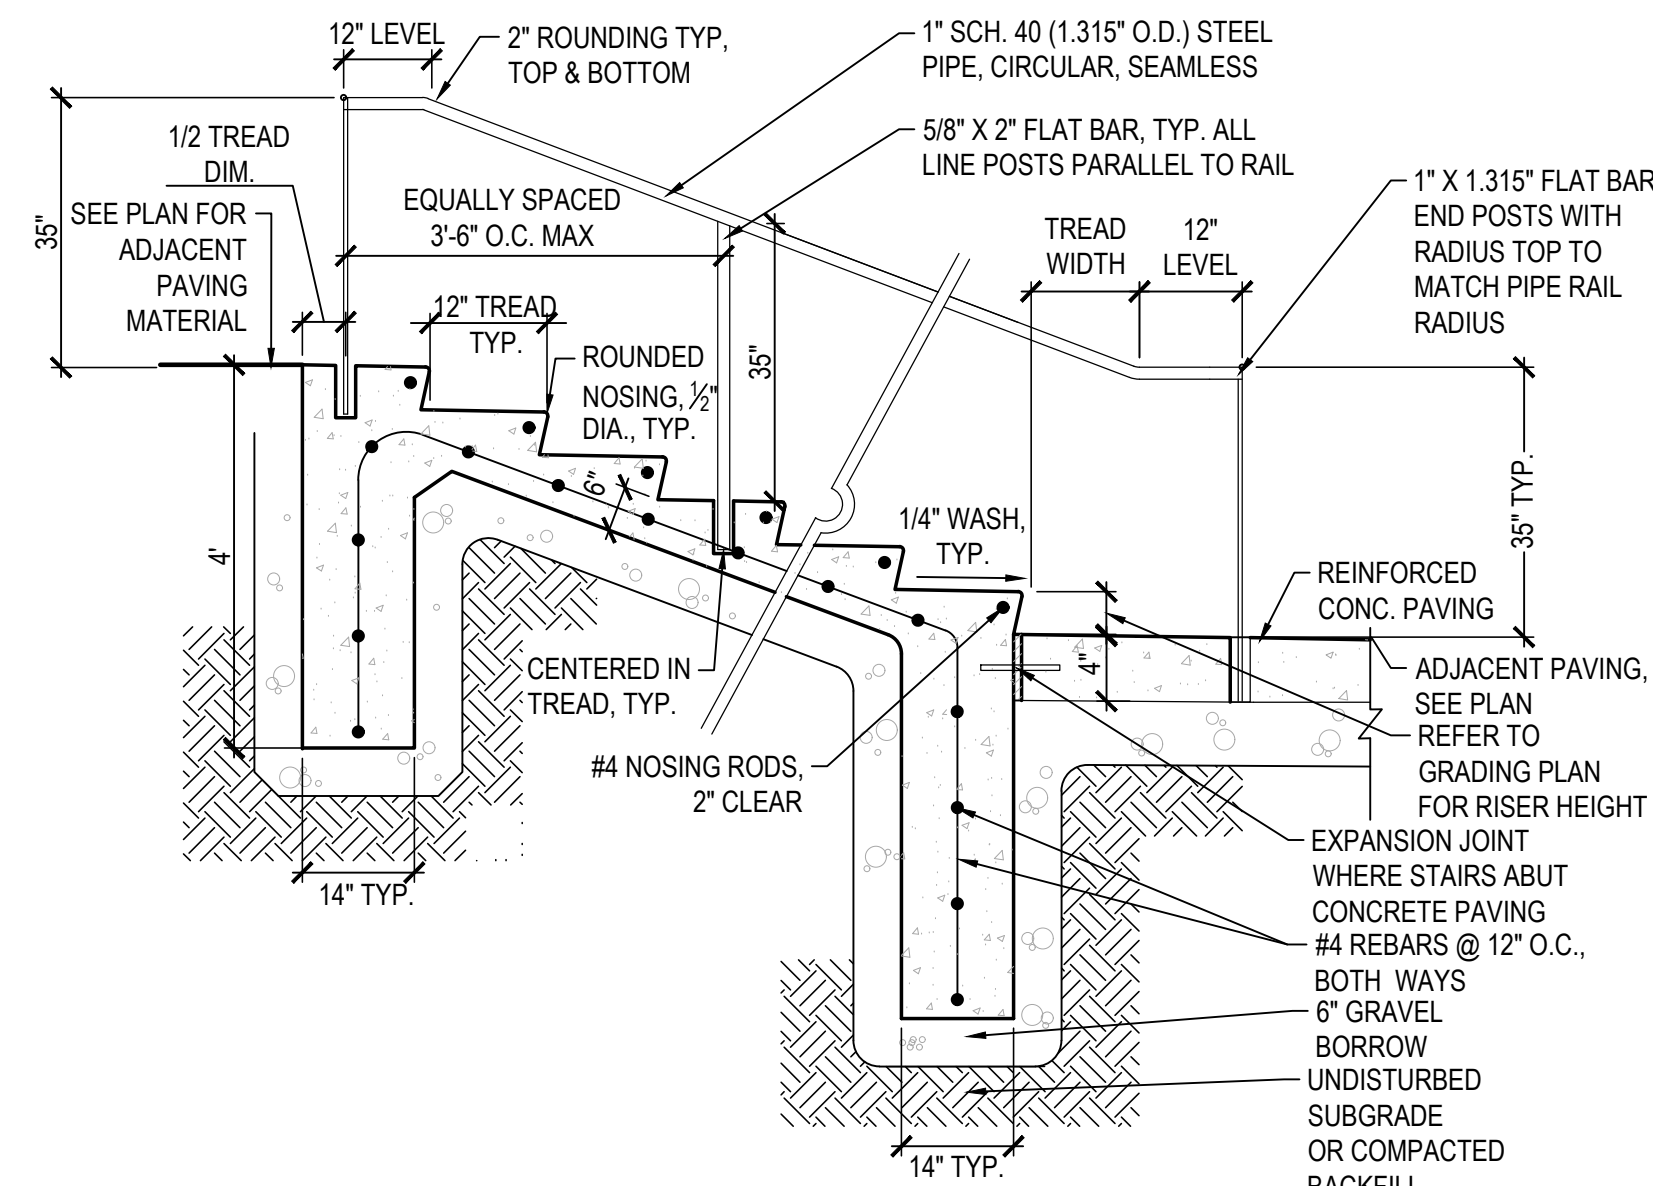 12" LEVEL
2" ROUNDING TYP,
TOP & BOTTOM
1" SCH. 40 (1.315" O.D.) STEEL
PIPE, CIRCULAR, SEAMLESS
1/2 TREAD
DIM.
5/8" X 2" FLAT BAR, TYP. ALL
LINE POSTS PARALLEL TO RAIL
1" X 1.315" FLAT BAR
END POSTS WITH
RADIUS TOP TO
MATCH PIPE RAIL
RADIUS
35"
SEE PLAN FOR
ADJACENT
PAVING
MATERIAL
EQUALLY SPACED
3'-6" O.C. MAX
TREAD
WIDTH
12"
LEVEL
12" TREAD
TYP.
ROUNDED
NOSING, ½"
DIA., TYP.
35"
6"
4'
1/4" WASH,
TYP.
35" TYP.
REINFORCED
CONC. PAVING
4"
CENTERED IN
TREAD, TYP.
ADJACENT PAVING,
SEE PLAN
REFER TO
GRADING PLAN
FOR RISER HEIGHT
#4 NOSING RODS,
2" CLEAR
EXPANSION JOINT
WHERE STAIRS ABUT
CONCRETE PAVING
14" TYP.
#4 REBARS @ 12" O.C.,
BOTH WAYS
6" GRAVEL
BORROW
UNDISTURBED
SUBGRADE
OR COMPACTED
BACKFILL
14" TYP.